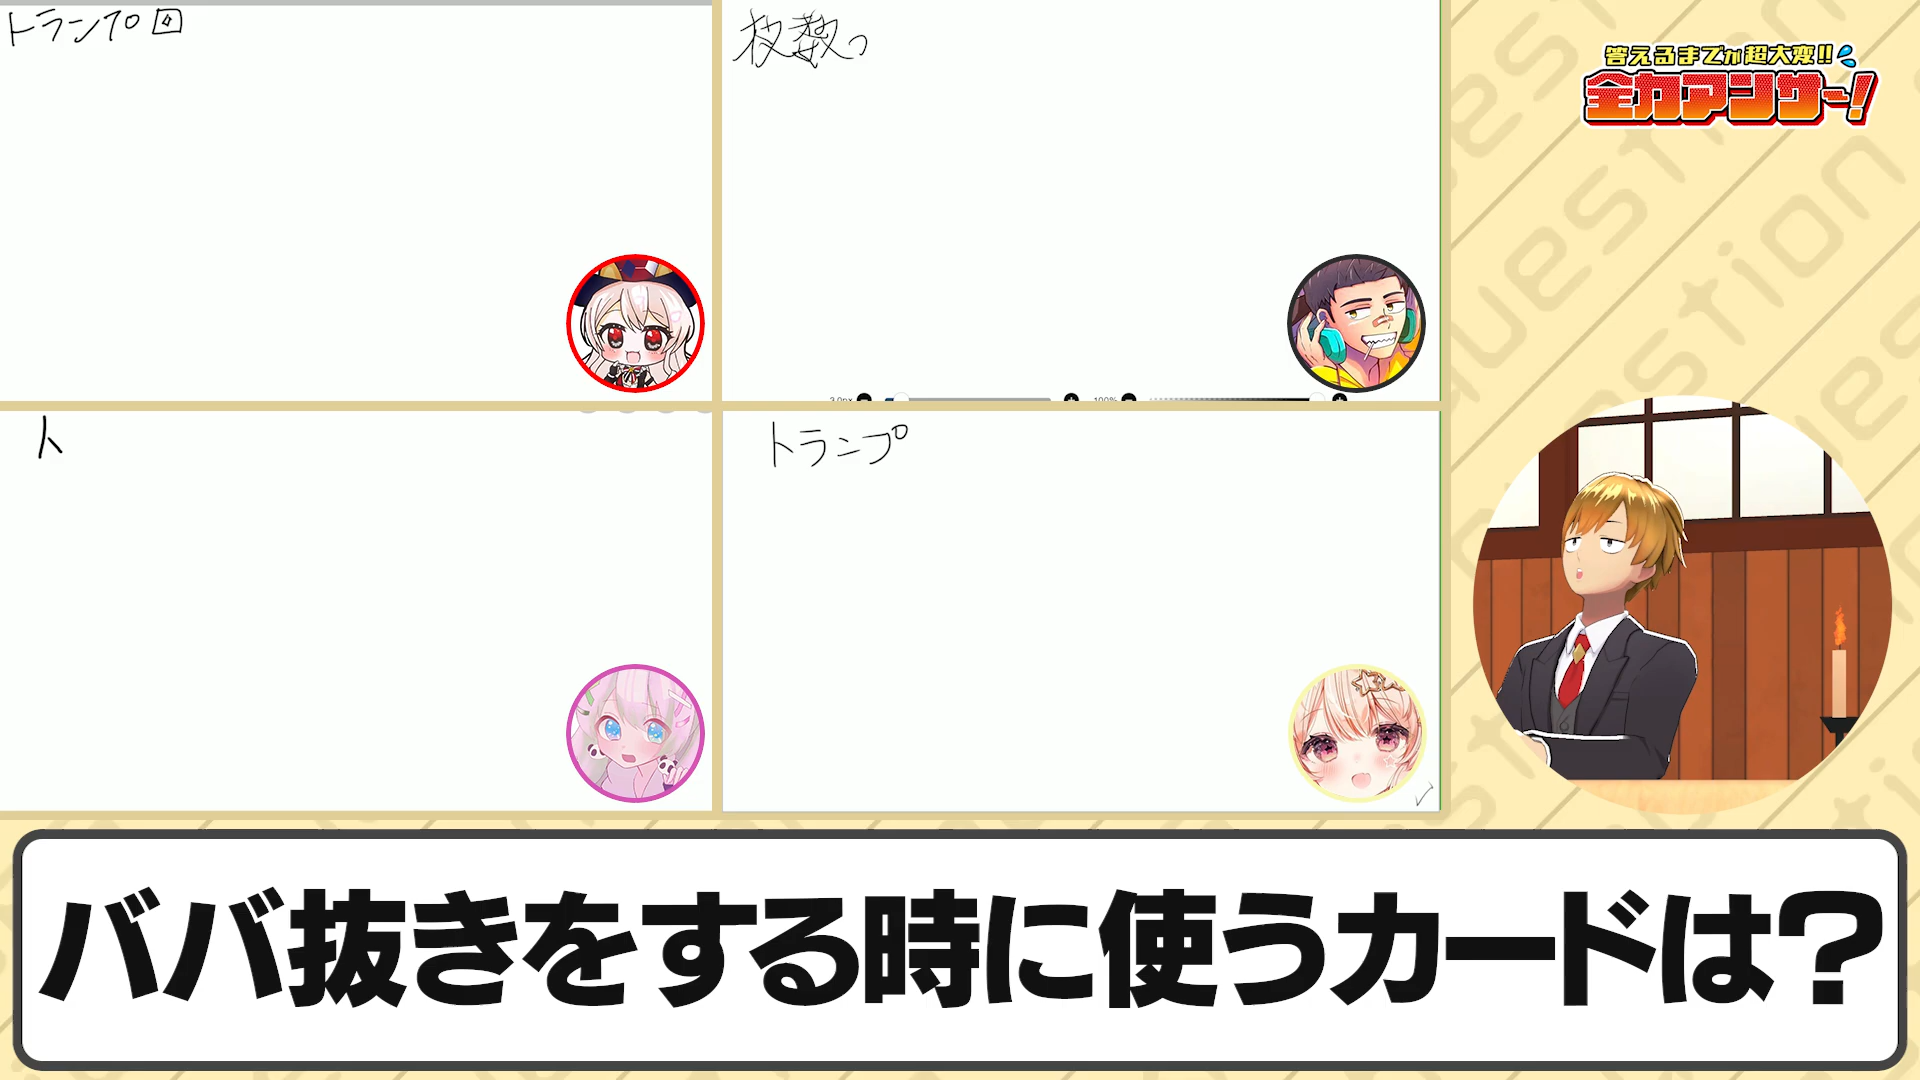 トランプ回
枚数っ
答えるまでが超大変!!
全力アンサー!
ト
トランプ
ババ抜きをする時に使うカードは?